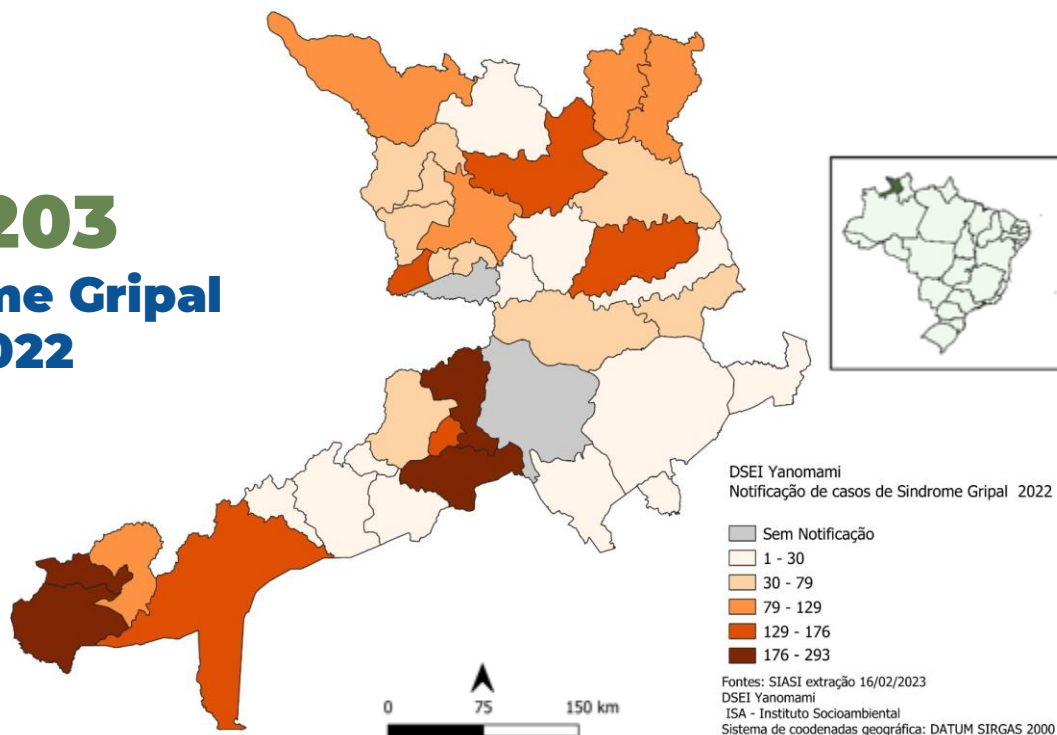 203
me Gripal
022
DSEI Yanomami
Notificação de casos de Sindrome Gripal 2022
Sem Notificação
1 - 30
30 - 79
79 - 129
129 - 176
176 - 293
Fontes: SIASI extração 16/02/2023
DSEI Yanomami
ISA - Instituto Socioambiental
Sistema de coodenadas geográfica: DATUM SIRGAS 2000
0 75 150 km